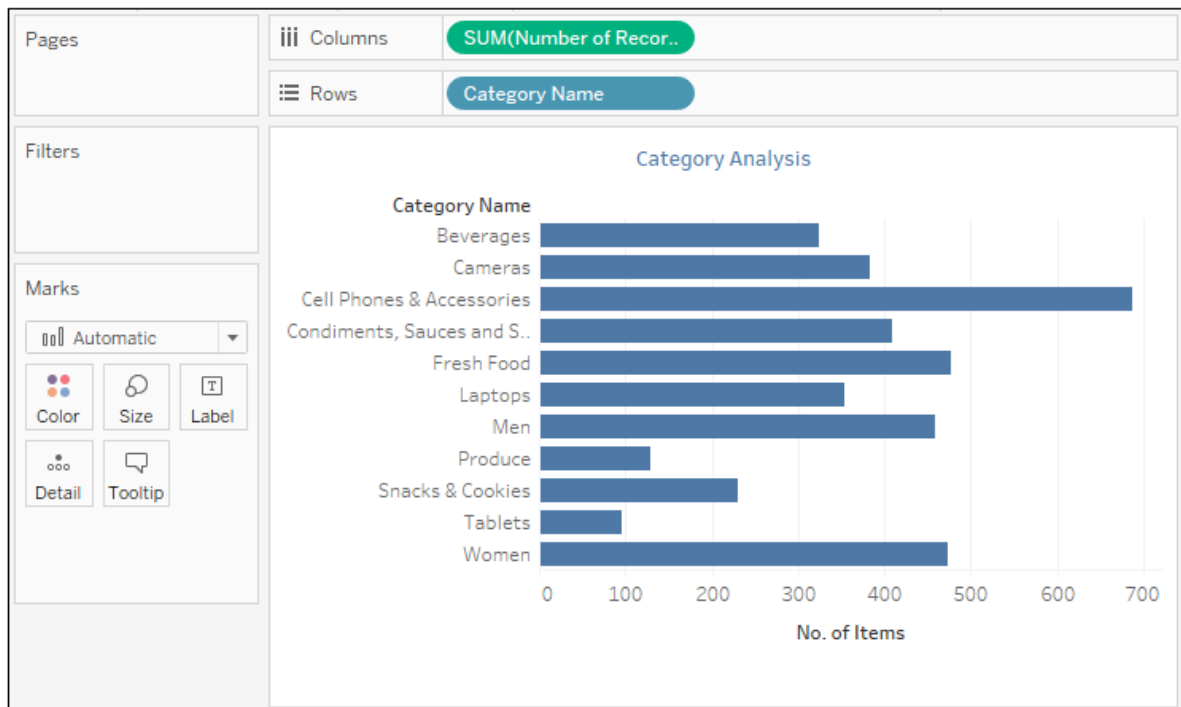 Pages
Columns
SUM(Number of Recor..
Rows
Category Name
Filters
Marks
Automatic
Color
Size
Label
Detail
Tooltip
Category Analysis
Category Name
Beverages
Cameras
Cell Phones & Accessories
Condiments, Sauces and S..
Fresh Food
Laptops
Men
Produce
Snacks & Cookies
Tablets
Women
0 100 200 300 400 500 600 700
No. of Items